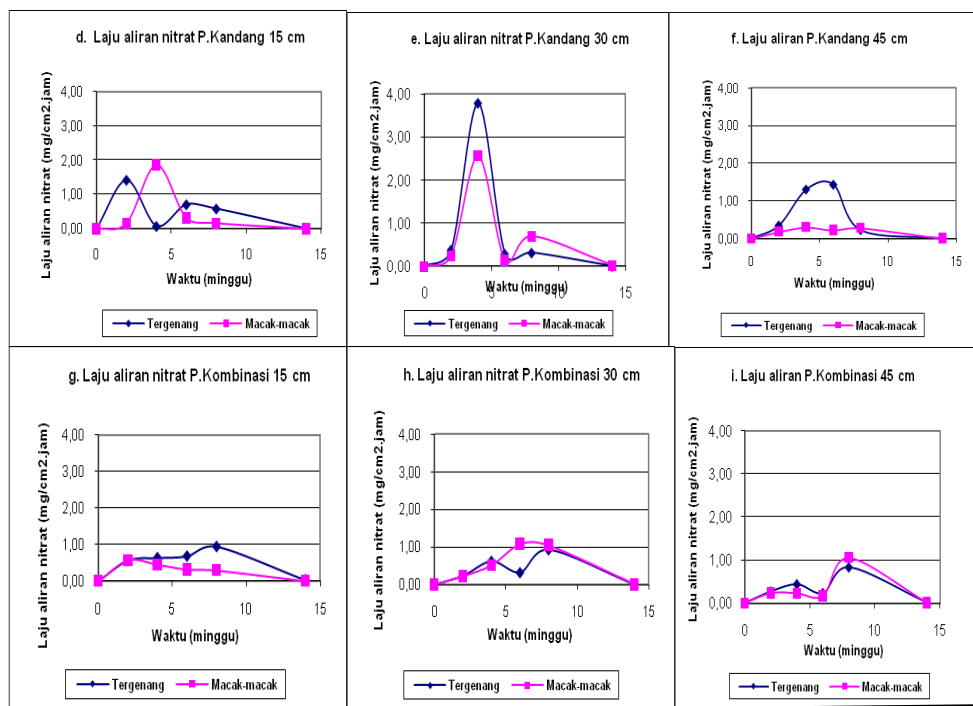 d. Laju aliran nitrat P.Kandang 15 cm
Laju aliran nitrat (mg/cm2.jam)
4,00
3,00
2,00
1,00
0,00
0 5 10 15
Waktu (minggu)
Tergenang Macak-macak
e. Laju aliran nitrat P.Kandang 30 cm
Laju aliran nitrat (mg/cm2.jam)
4,00
3,00
2,00
1,00
0,00
0 5 10 15
Waktu (minggu)
Tergenang Macak-macak
f. Laju aliran P.Kandang 45 cm
Laju aliran nitrat (mg/cm2.jam)
4,00
3,00
2,00
1,00
0,00
0 5 10 15
Waktu (minggu)
Tergenang Macak-macak
g. Laju aliran nitrat P.Kombinasi 15 cm
Laju aliran nitrat (mg/cm2.jam)
4,00
3,00
2,00
1,00
0,00
0 5 10 15
Waktu (minggu)
Tergenang Macak-macak
h. Laju aliran nitrat P.Kombinasi 30 cm
Laju aliran nitrat (mg/cm2.jam)
4,00
3,00
2,00
1,00
0,00
0 5 10 15
Waktu (minggu)
Tergenang Macak-macak
i. Laju aliran P.Kombinasi 45 cm
Laju aliran nitrat (mg/cm2.jam)
4,00
3,00
2,00
1,00
0,00
0 5 10 15
Waktu (minggu)
Tergenang Macak-macak